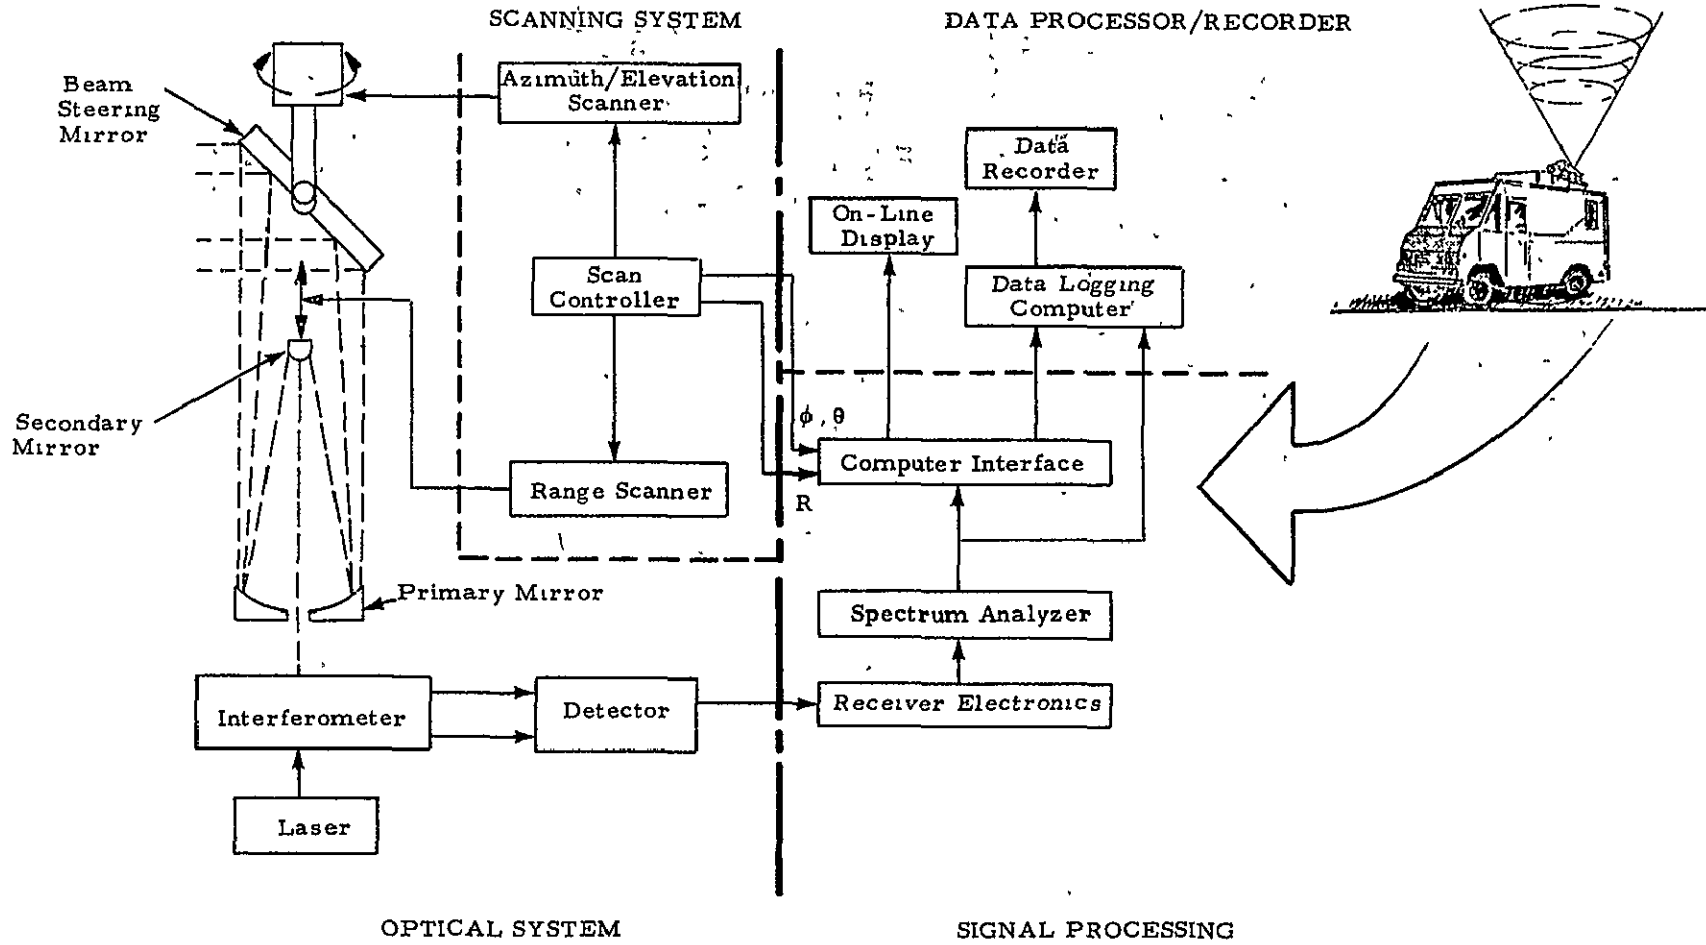 SCANNING SYSTEM
DATA PROCESSOR/RECORDER
Beam
Steering
Mirror
Azimuth/Elevation
Scanner
Data
Recorder
On-Line
Display
Scan
Controller
Data Logging
Computer
Secondary
Mirror
ϕ, θ
Computer Interface
Range Scanner
R
Primary Mirror
Spectrum Analyzer
Interferometer
Detector
Receiver Electronics
Laser
OPTICAL SYSTEM
SIGNAL PROCESSING